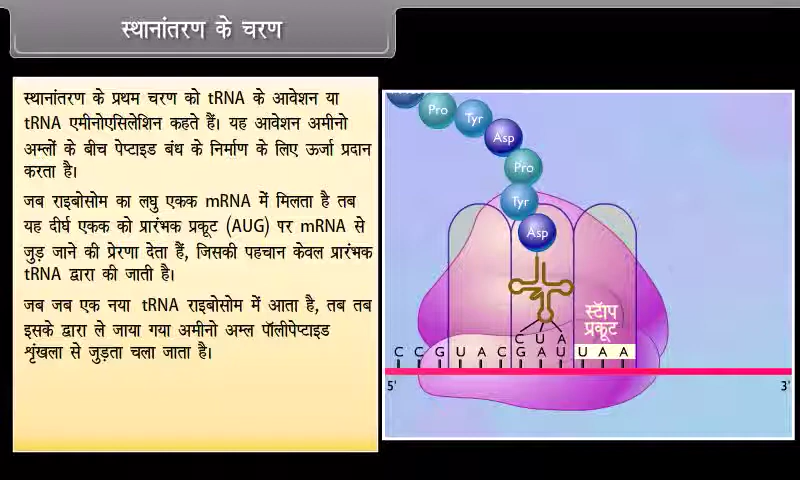 स्थानांतरण के चरण
स्थानांतरण के प्रथम चरण को tRNA के आवेशन या
tRNA एमीनोएसिलेशिन कहते हैं। यह आवेशन अमीनो
अम्लों के बीच पेप्टाइड बंध के निर्माण के लिए ऊर्जा प्रदान
करता है।
जब राइबोसोम का लघु एकक mRNA में मिलता है तब
यह दीर्घ एकक को प्रारंभक प्रकूट (AUG) पर mRNA से
जुड़ जाने की प्रेरणा देता हैं, जिसकी पहचान केवल प्रारंभक
tRNA द्वारा की जाती है।
जब जब एक नया tRNA राइबोसोम में आता है, तब तब
इसके द्वारा ले जाया गया अमीनो अम्ल पॉलीपेप्टाइड
शृंखला से जुड़ता चला जाता है।
Pro
Tyr
Asp
Pro
Tyr
Asp
स्टॅाप
प्रकूट
C U A
C C G U A C G A U U A A
5' 3'